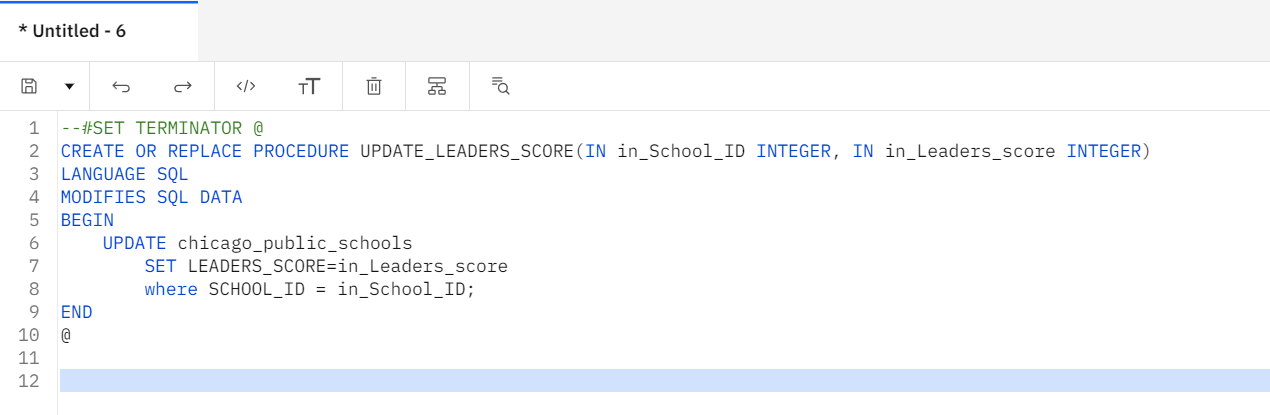 * Untitled - 6
</>
TT
1 --#SET TERMINATOR @
2 CREATE OR REPLACE PROCEDURE UPDATE_LEADERS_SCORE(IN in_School_ID INTEGER, IN in_Leaders_score INTEGER)
3 LANGUAGE SQL
4 MODIFIES SQL DATA
5 BEGIN
6     UPDATE chicago_public_schools
7         SET LEADERS_SCORE=in_Leaders_score
8         where SCHOOL_ID = in_School_ID;
9 END
10 @
11
12